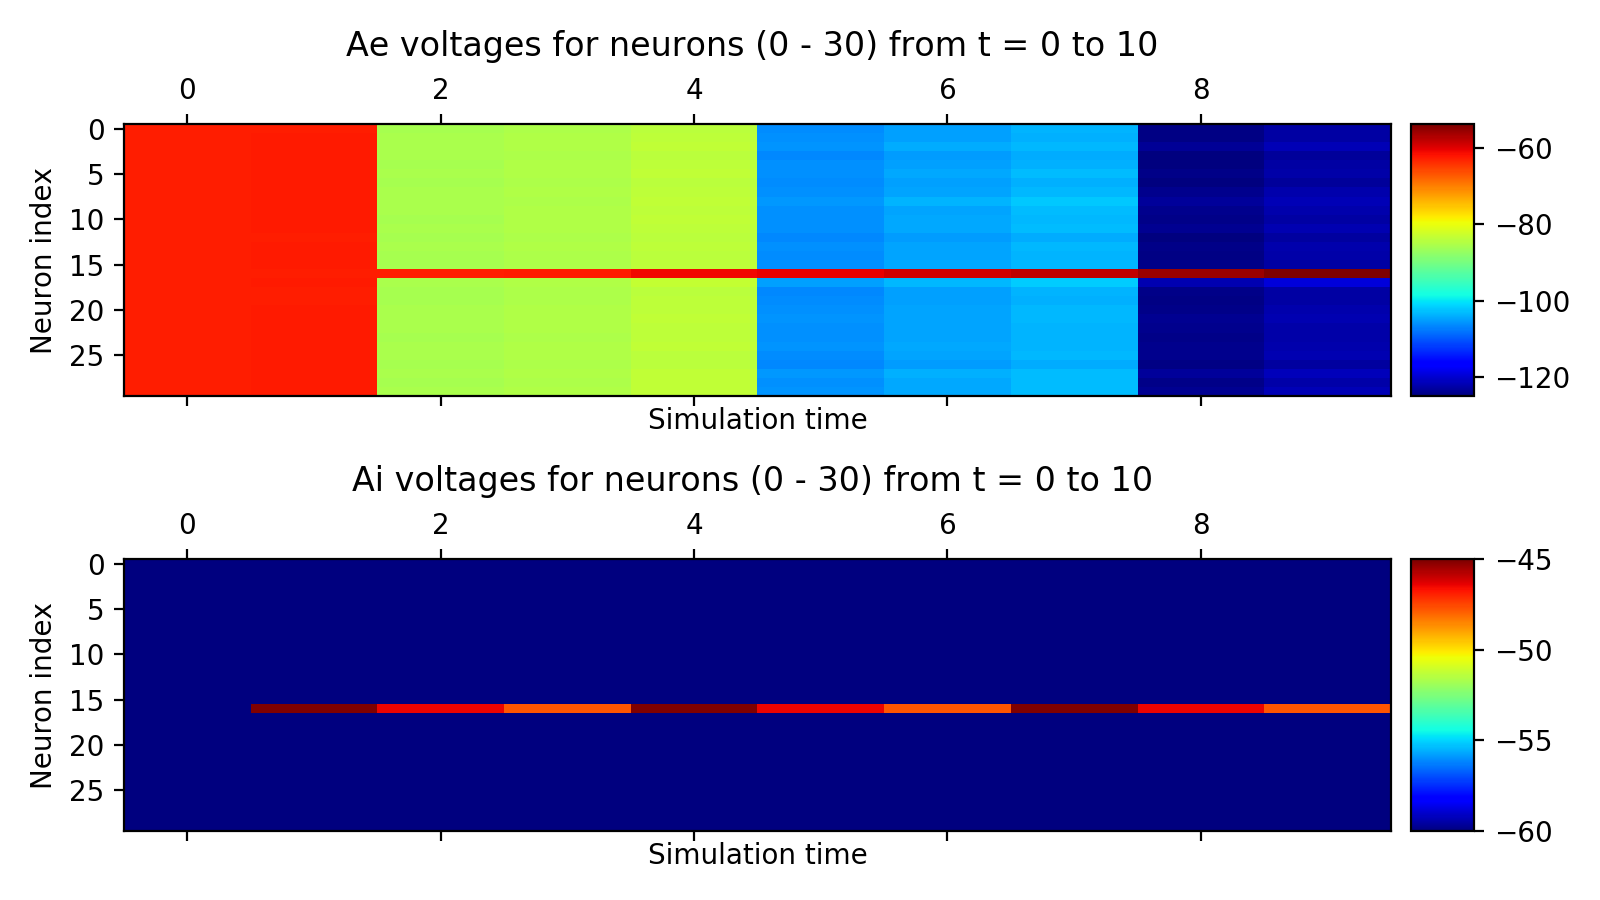 Ae voltages for neurons (0 - 30) from t = 0 to 10
0 2 4 6 8
Neuron index
0
5
10
15
20
25
−60
−80
−100
−120
Simulation time
Ai voltages for neurons (0 - 30) from t = 0 to 10
0 2 4 6 8
Neuron index
0
5
10
15
20
25
−45
−50
−55
−60
Simulation time